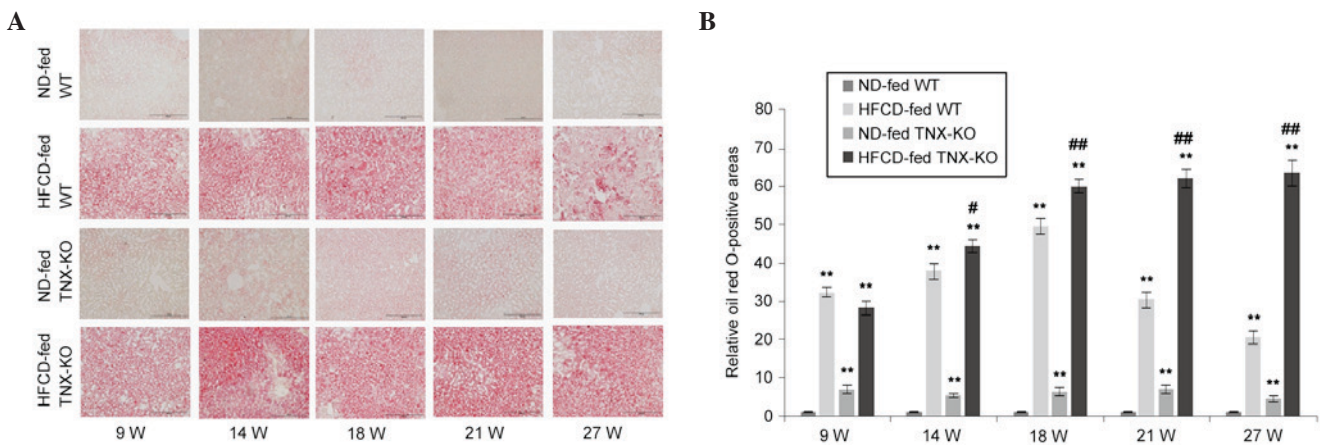 A
ND-fed
WT
HFCD-fed
WT
ND-fed
TNX-KO
HFCD-fed
TNX-KO
9 W 14 W 18 W 21 W 27 W
B
ND-fed WT
HFCD-fed WT
ND-fed TNX-KO
HFCD-fed TNX-KO
Relative oil red O-positive areas
80
70
60
50
40
30
20
10
0
** ** **
** ** ** #
** ** ** ##
** ** ** ##
** ** ** ##
9 W 14 W 18 W 21 W 27 W